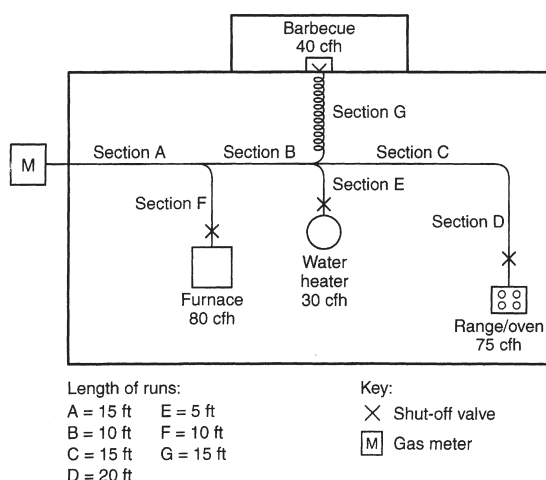 Barbecue
40 cfh
Section G
Section A
Section B
Section C
M
Section E
Section F
Section D
Water
heater
30 cfh
Furnace
80 cfh
Range/oven
75 cfh
Length of runs:
A = 15 ft E = 5 ft
B = 10 ft F = 10 ft
C = 15 ft G = 15 ft
D = 20 ft
Key:
Shut-off valve
M Gas meter